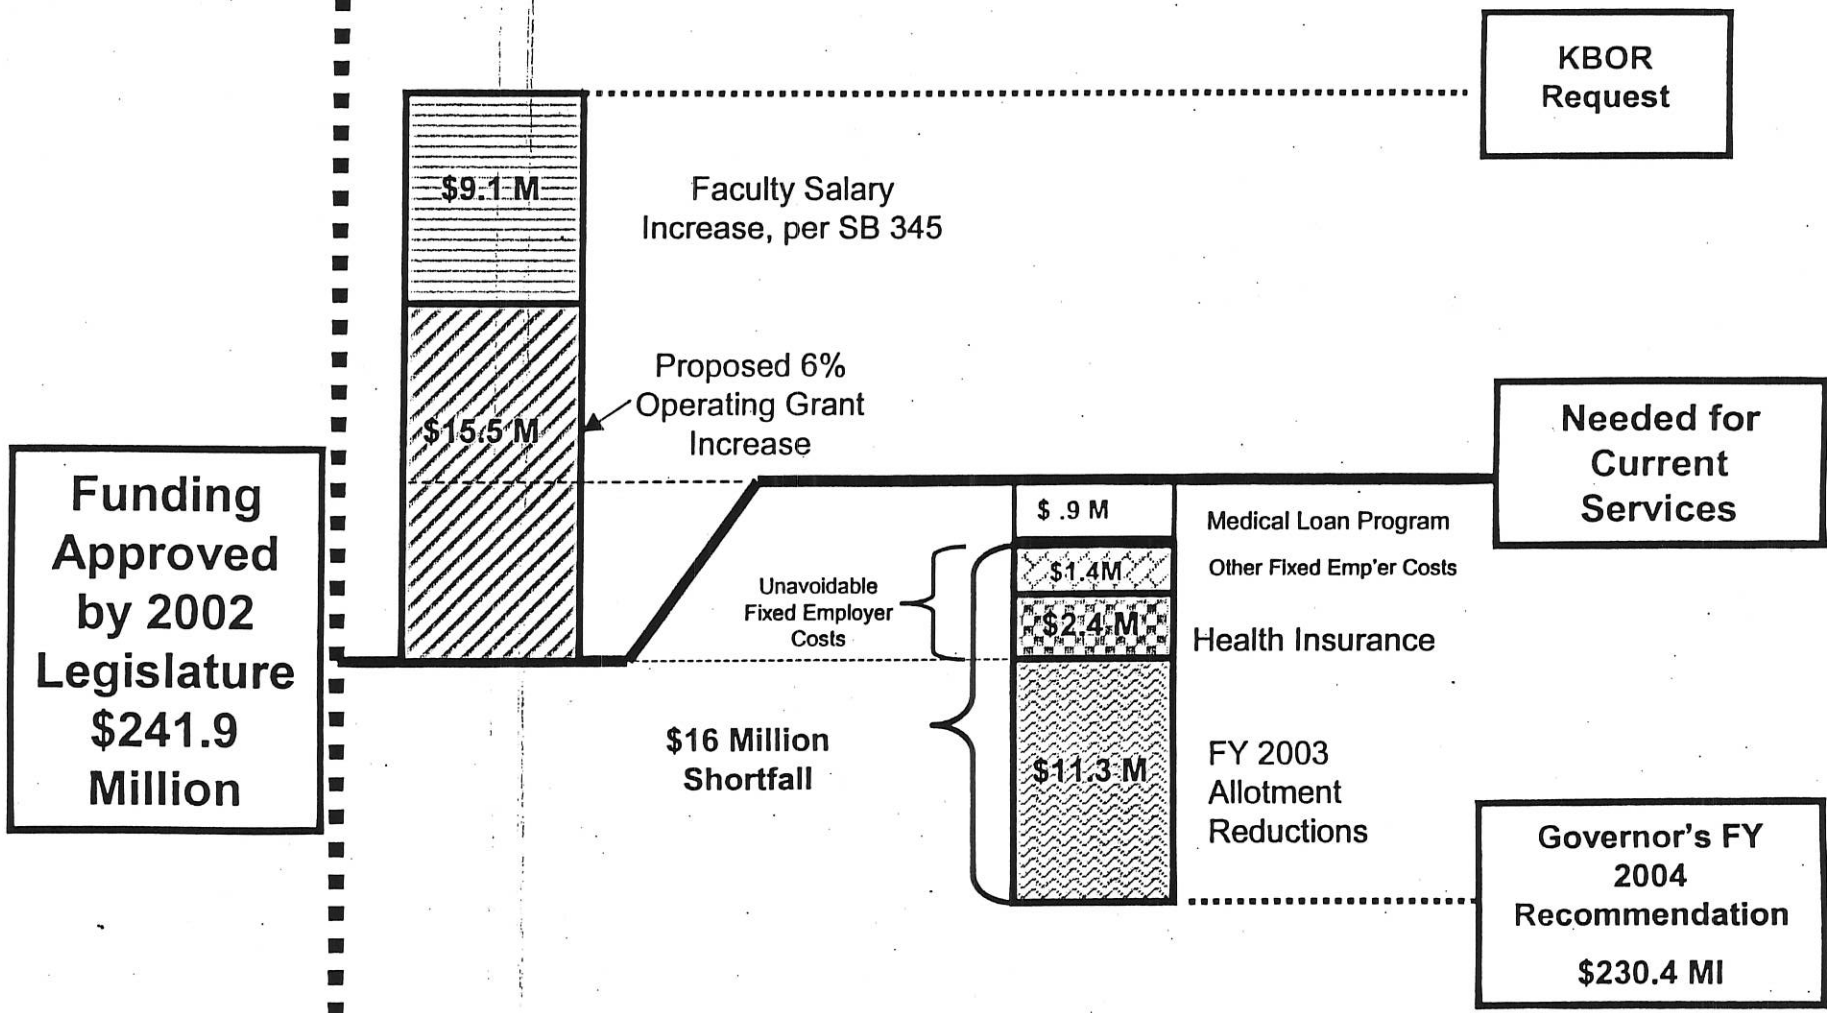 KBOR
Request
$9.1 M
Faculty Salary
Increase, per SB 345
Proposed 6%
Operating Grant
Increase
$15.5 M
Needed for
Current
Services
Funding
Approved
by 2002
Legislature
$241.9
Million
$ .9 M
Medical Loan Program
$1.4M
Other Fixed Emp'er Costs
Unavoidable
Fixed Employer
Costs
$2.4 M
Health Insurance
$16 Million
Shortfall
$11.3 M
FY 2003
Allotment
Reductions
Governor's FY
2004
Recommendation
$230.4 MI